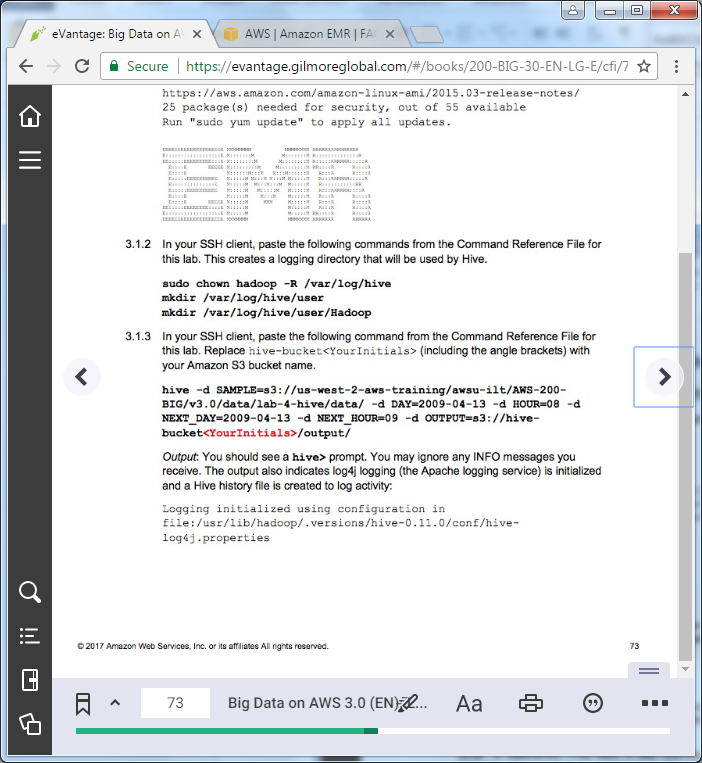 eVantage: Big Data on A
AWS | Amazon EMR | FA
Secure https://evantage.gilmoreglobal.com/#/books/200-BIG-30-EN-LG-E/cfi/7
https://aws.amazon.com/amazon-linux-ami/2015.03-release-notes/
25 package(s) needed for security, out of 55 available
Run "sudo yum update" to apply all updates.
3.1.2 In your SSH client, paste the following commands from the Command Reference File for
this lab. This creates a logging directory that will be used by Hive.
sudo chown hadoop -R /var/log/hive
mkdir /var/log/hive/user
mkdir /var/log/hive/user/Hadoop
3.1.3 In your SSH client, paste the following command from the Command Reference File for
this lab. Replace hive-bucket<YourInitials> (including the angle brackets) with
your Amazon S3 bucket name.
hive -d SAMPLE=s3://us-west-2-aws-training/awsu-ilt/AWS-200-
BIG/v3.0/data/lab-4-hive/data/ -d DAY=2009-04-13 -d HOUR=08 -d
NEXT_DAY=2009-04-13 -d NEXT_HOUR=09 -d OUTPUT=s3://hive-
bucket<YourInitials>/output/
Output: You should see a hive> prompt. You may ignore any INFO messages you
receive. The output also indicates log4j logging (the Apache logging service) is initialized
and a Hive history file is created to log activity:
Logging initialized using configuration in
file:/usr/lib/hadoop/.versions/hive-0.11.0/conf/hive-
log4j.properties
© 2017 Amazon Web Services, Inc. or its affiliates All rights reserved. 73
73 Big Data on AWS 3.0 (EN) ... Aa